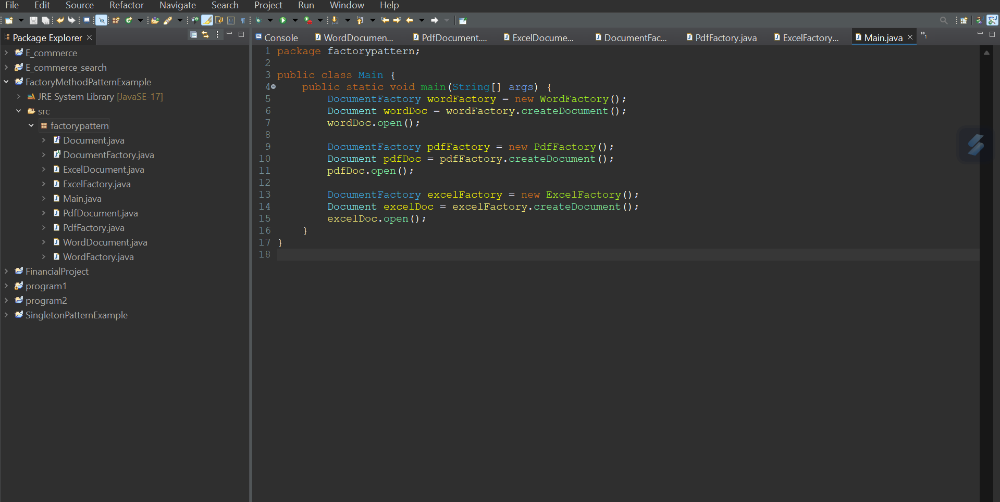 File Edit Source Refactor Navigate Search Project Run Window Help
Package Explorer
E_commerce
E_commerce_search
FactoryMethodPatternExample
JRE System Library [JavaSE-17]
src
factorypattern
Document.java
DocumentFactory.java
ExcelDocument.java
ExcelFactory.java
Main.java
PdfDocument.java
PdfFactory.java
WordDocument.java
WordFactory.java
FinancialProject
program1
program2
SingletonPatternExample
Console WordDocumen... PdfDocument.... ExcelDocume... DocumentFac... PdfFactory.java ExcelFactory... Main.java »1
1 package factorypattern;
2
3 public class Main {
4     public static void main(String[] args) {
5         DocumentFactory wordFactory = new WordFactory();
6         Document wordDoc = wordFactory.createDocument();
7         wordDoc.open();
8
9         DocumentFactory pdfFactory = new PdfFactory();
10         Document pdfDoc = pdfFactory.createDocument();
11         pdfDoc.open();
12
13         DocumentFactory excelFactory = new ExcelFactory();
14         Document excelDoc = excelFactory.createDocument();
15         excelDoc.open();
16     }
17 }
18